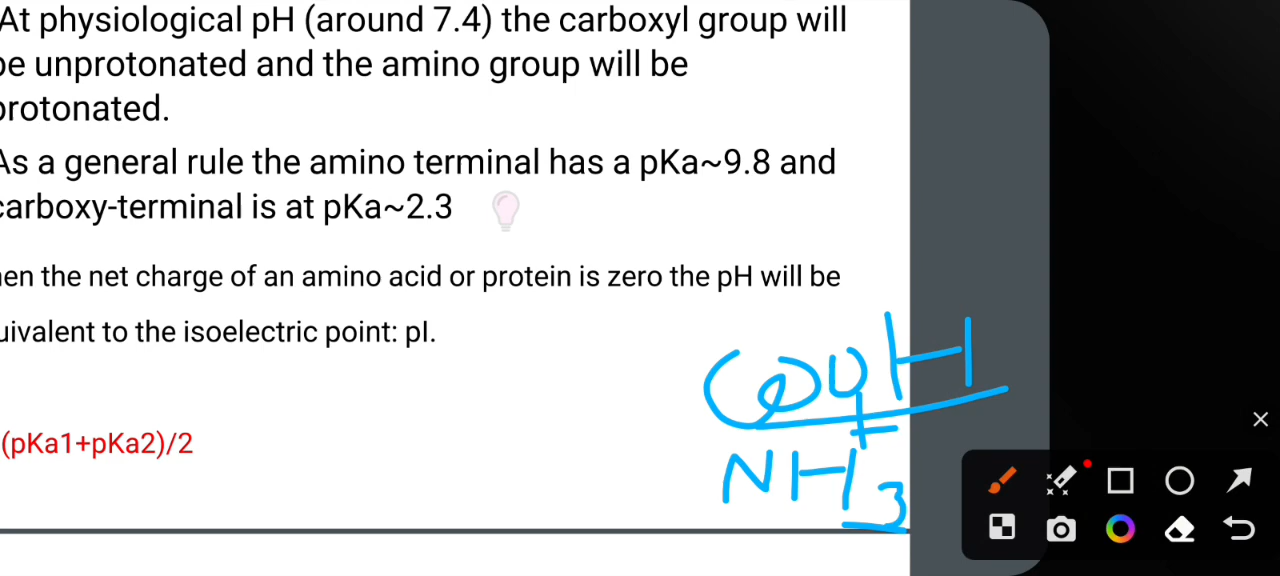 At physiological pH (around 7.4) the carboxyl group will
be unprotonated and the amino group will be
protonated.
As a general rule the amino terminal has a pKa~9.8 and
carboxy-terminal is at pKa~2.3
en the net charge of an amino acid or protein is zero the pH will be
uivalent to the isoelectric point: pI.
COOH
(pKa1+pKa2)/2
NH3